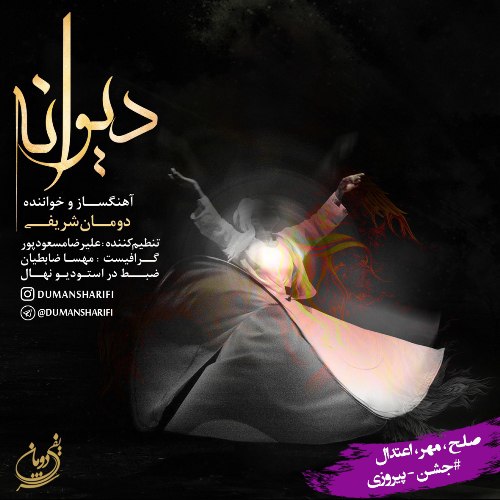 دیوانه
آهنگساز و خواننده
دومان شریفی
تنظیم‌کننده : علیرضا مسعودپور
گرافیست : مهسا ضابطیان
ضبط در استودیو نهال
DUMANSHARIFI
@DUMANSHARIFI
صلح، مهر، اعتدال
#جشن-پیروزی